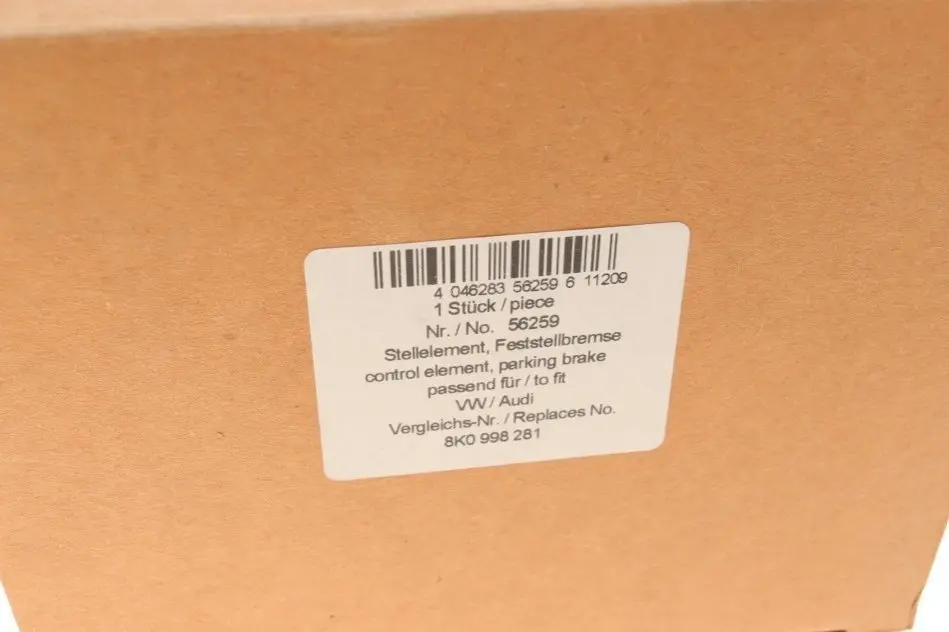 4 046283 56259 6 11209
1 Stück / piece
Nr. / No. 56259
Stellelement, Feststellbremse
control element, parking brake
passend für / to fit
VW / Audi
Vergleichs-Nr. / Replaces No.
8K0 998 281